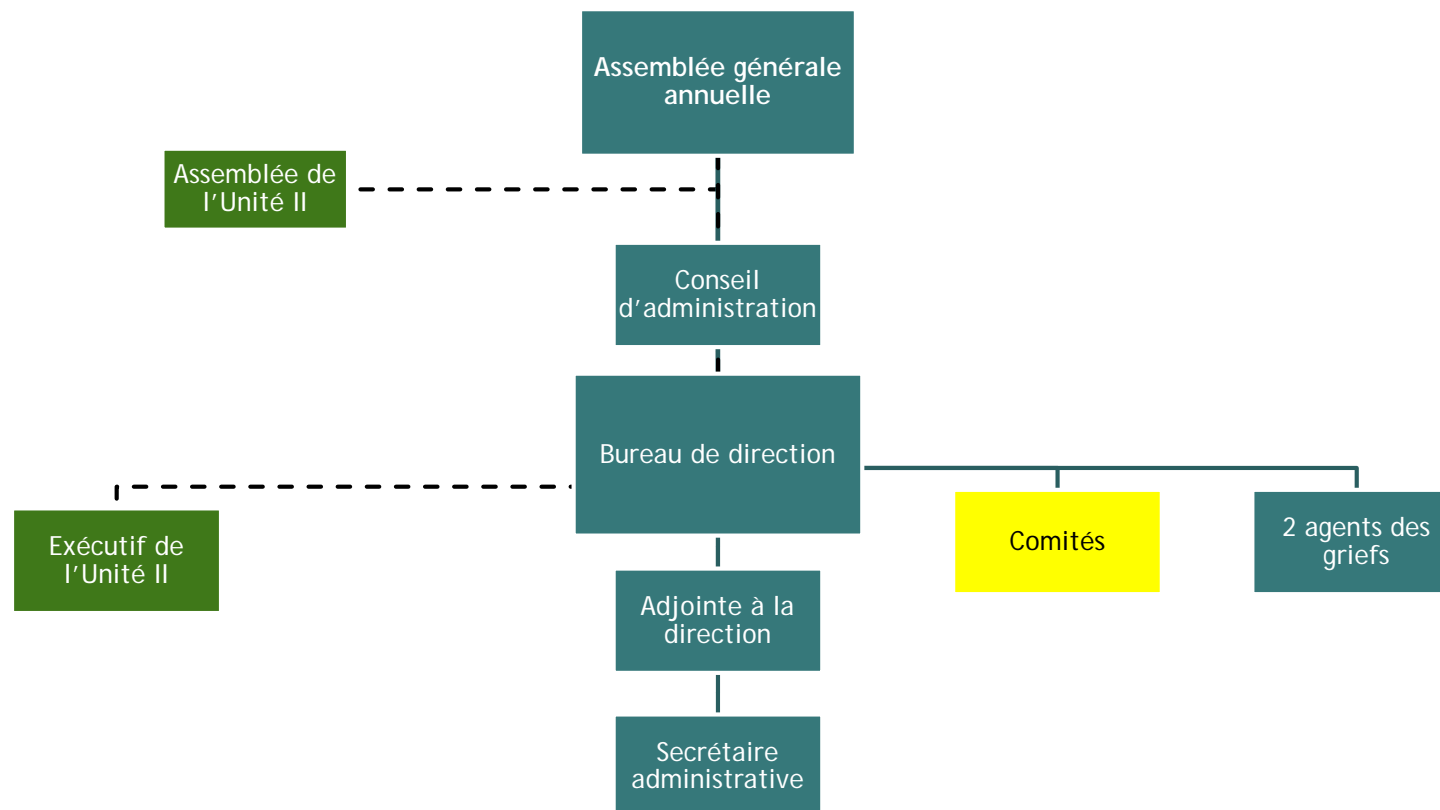 Assemblée générale
annuelle
Assemblée de
l’Unité II
Conseil
d’administration
Bureau de direction
Exécutif de
l’Unité II
Comités
2 agents des
griefs
Adjointe à la
direction
Secrétaire
administrative